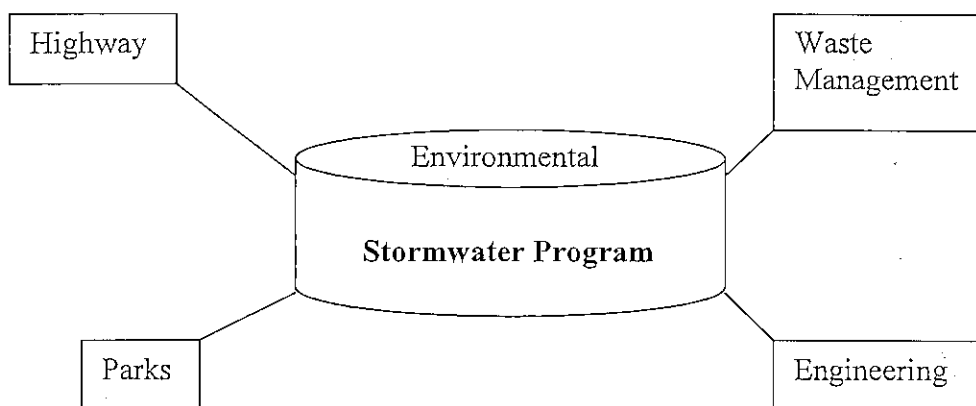 Highway
Waste
Management
Environmental
Stormwater Program
Parks
Engineering